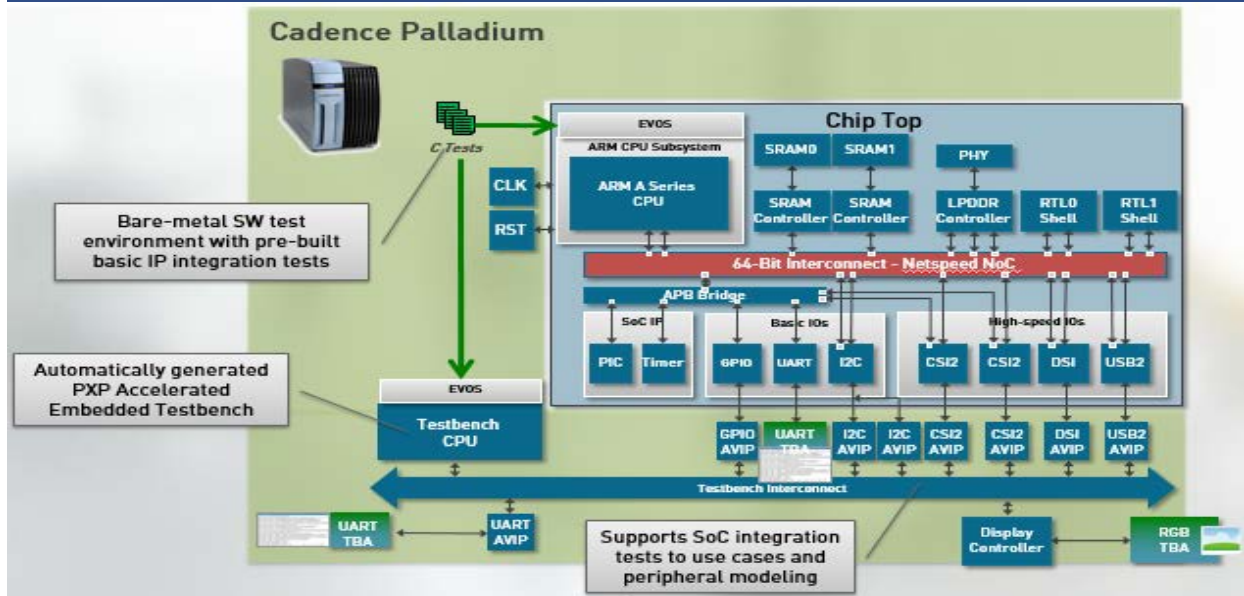 Cadence Palladium
C Tests
EVOS
Chip Top
ARM CPU Subsystem
ARM A Series
CPU
SRAM0
SRAM1
PHY
CLK
RST
SRAM
Controller
SRAM
Controller
LPDDR
Controller
RTL0
Shell
RTL1
Shell
64-Bit Interconnect - Netspeed NoC
APB Bridge
SoC IP
Basic IOs
High-speed IOs
PIC
Timer
GPIO
UART
I2C
CSI2
CSI2
DSI
USB2
Bare-metal SW test
environment with pre-built
basic IP integration tests
Automatically generated
PXP Accelerated
Embedded Testbench
EVOS
Testbench
CPU
GPIO
AVIP
UART
TBA
I2C
AVIP
I2C
AVIP
CSI2
AVIP
CSI2
AVIP
DSI
AVIP
USB2
AVIP
Testbench Interconnect
UART
TBA
UART
AVIP
Supports SoC integration
tests to use cases and
peripheral modeling
Display
Controller
RGB
TBA